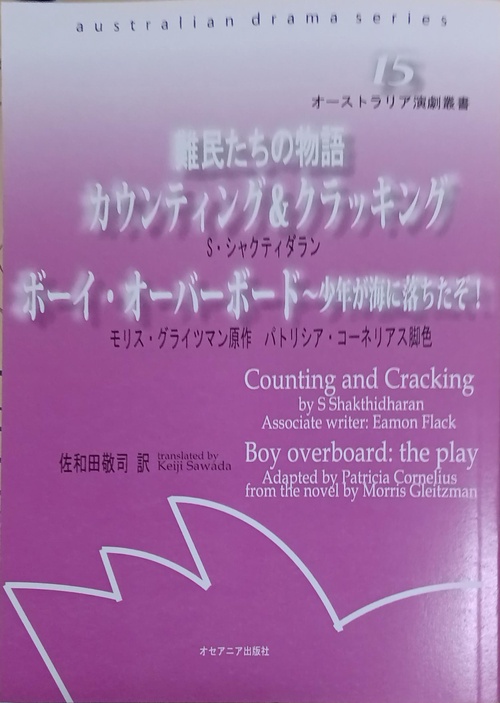 australian drama series
15
オーストラリア演劇叢書
難民たちの物語
カウンティング&クラッキング
S・シャクティダラン
ボーイ・オーバーボード～少年が海に落ちたぞ！
モリス・グライツマン原作 パトリシア・コーネリアス脚色
Counting and Cracking
by S Shakthidharan
Associate writer: Eamon Flack
佐和田敬司 訳 translated by Keiji Sawada
Boy overboard: the play
Adapted by Patricia Cornelius
from the novel by Morris Gleitzman
オセアニア出版社